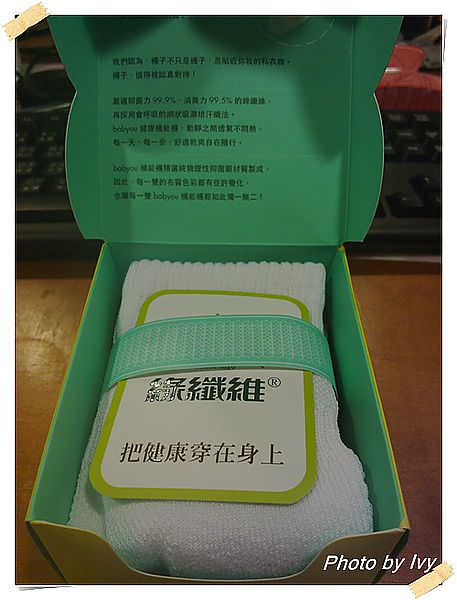 我們認為，襪子不只是襪子，是貼近你我的私衣物。
襪子，值得被認真對待！
嚴選抑菌力99.9%，消臭力99.5%的綠纖維，
再採用會呼吸的網狀吸濕排汗織法。
babyou 健康機能襪，動靜之間透氣不悶熱，
每一天、每一步，舒適乾爽自在隨行。
babyou 機能襪精選純物理性抑菌銀材質製成，
因此，每一雙的布質色彩都有些許變化，
也讓每一雙 babyou 機能襪都如此獨一無二！
綠纖維®
把健康穿在身上
Photo by Ivy